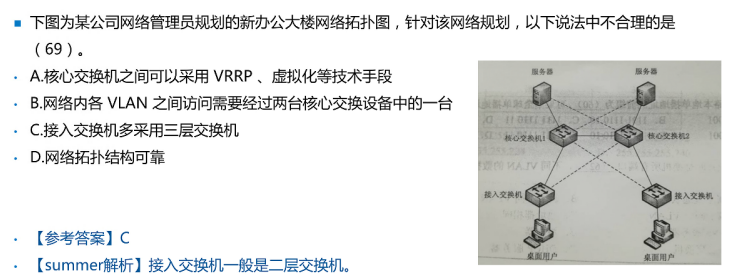 下图为某公司网络管理员规划的新办公大楼网络拓扑图，针对该网络规划，以下说法中不合理的是
（69）。
A.核心交换机之间可以采用 VRRP 、虚拟化等技术手段
B.网络内各 VLAN 之间访问需要经过两台核心交换设备中的一台
C.接入交换机多采用三层交换机
D.网络拓扑结构可靠
服务器 服务器
核心交换机1 核心交换机2
接入交换机 接入交换机
桌面用户 桌面用户
【参考答案】C
【summer解析】接入交换机一般是二层交换机。